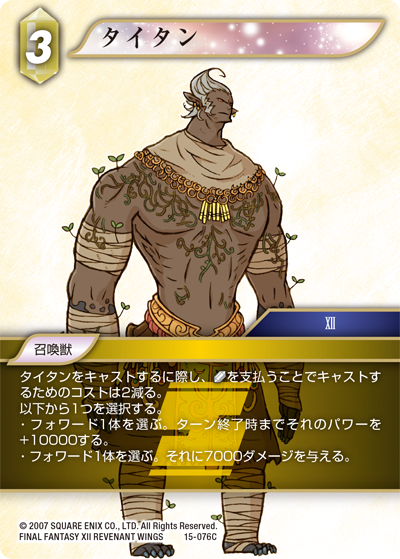 3
タイタン
XII
召喚獣
タイタンをキャストするに際し、を支払うことでキャストす
るためのコストは2減る。
以下から1つを選択する。
・フォワード1体を選ぶ。ターン終了時までそれのパワーを
+10000する。
・フォワード1体を選ぶ。それに7000ダメージを与える。
© 2007 SQUARE ENIX CO., LTD. All Rights Reserved.
FINAL FANTASY XII REVENANT WINGS 15-076C